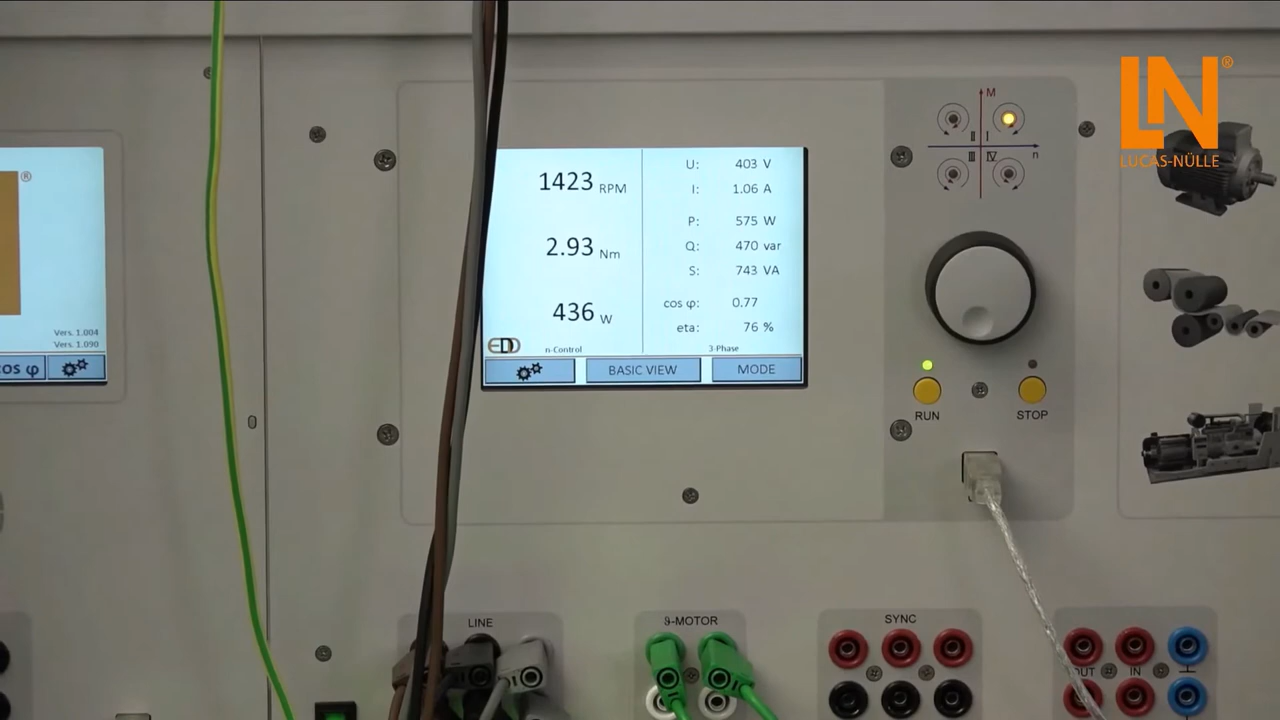 LN®
LUCAS-NÜLLE
M
II I
III IV n
®
Vers. 1.004
Vers. 1.090
cos φ
1423 RPM
2.93 Nm
436 W
U: 403 V
I: 1.06 A
P: 575 W
Q: 470 var
S: 743 VA
cos φ: 0.77
eta: 76 %
n-Control
3-Phase
BASIC VIEW
MODE
RUN
STOP
LINE
ϑ-MOTOR
SYNC
OUT
IN